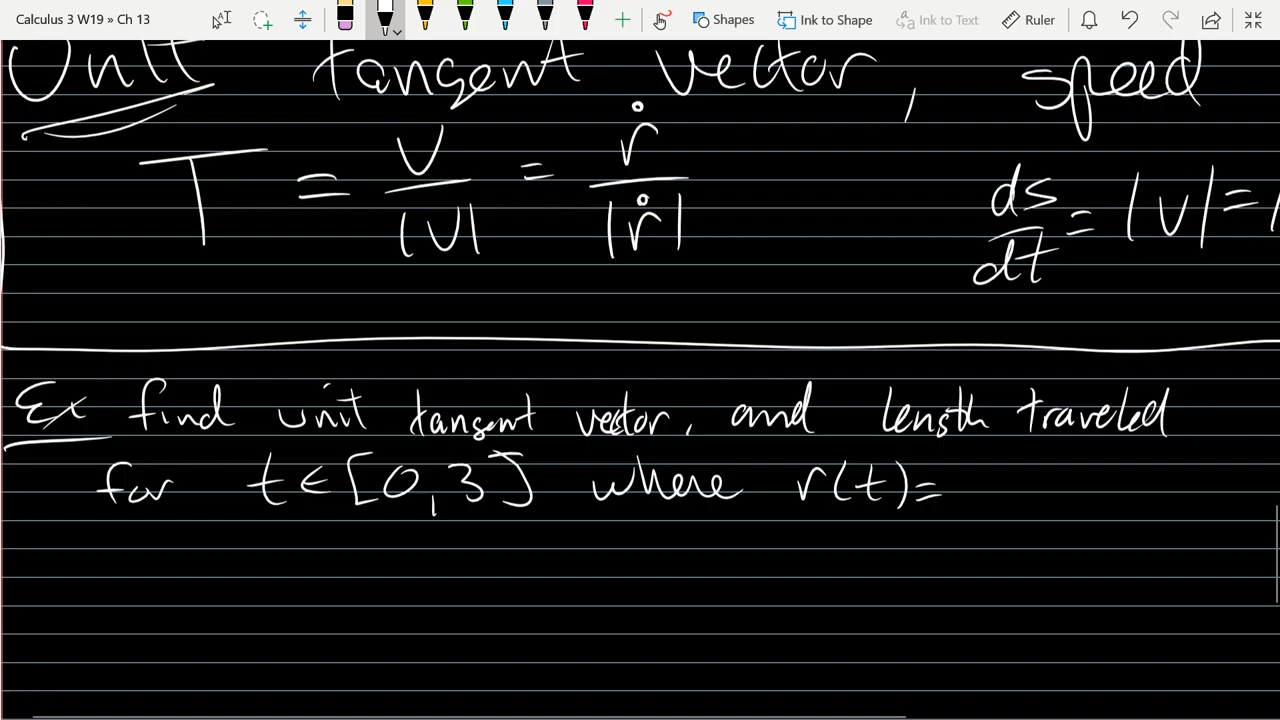 Calculus 3 W19 » Ch 13
Shapes
Ink to Shape
Ink to Text
Ruler
Unit tangent vector, speed
T = v/|v| = ṙ/|ṙ|
ds/dt = |v| =
Ex find unit tangent vector, and length traveled
for t ∈ [0, 3] where r(t)=